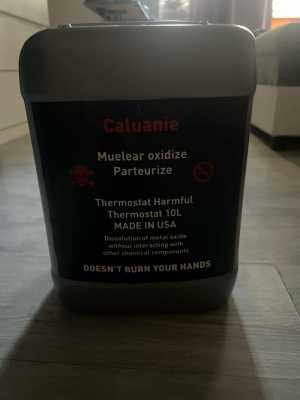 Caluanie
Muelear oxidize
Parteurize
Thermostat Harmful
Thermostat 10L
MADE IN USA
Dissolution of metal oxide
without interacting with
other chemical components
DOESN'T BURN YOUR HANDS